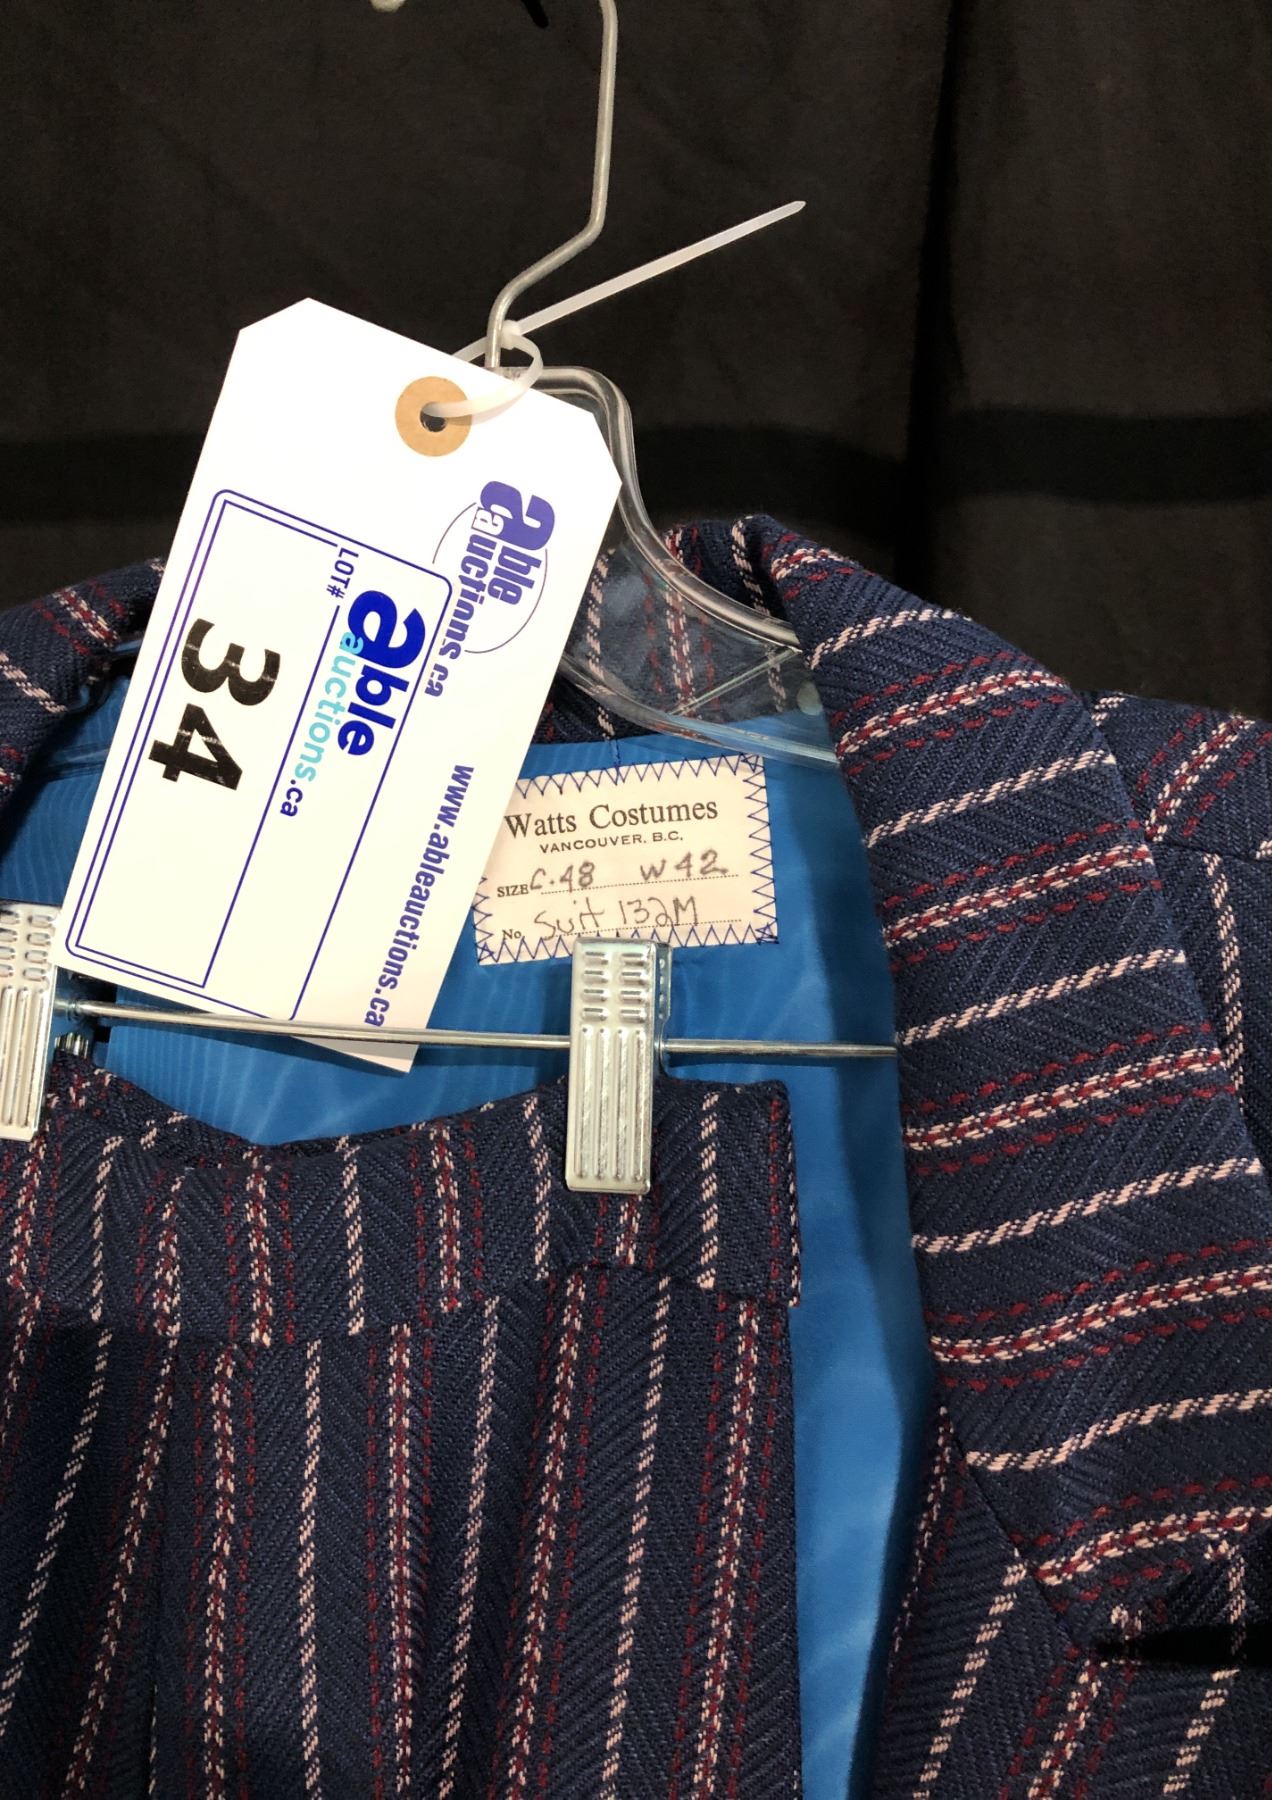 able
auctions.ca
www.ableauctions.ca
able
auctions.ca
LOT#
34
Watts Costumes
VANCOUVER, B.C.
SIZE C.48 W 42
No. Suit 132M